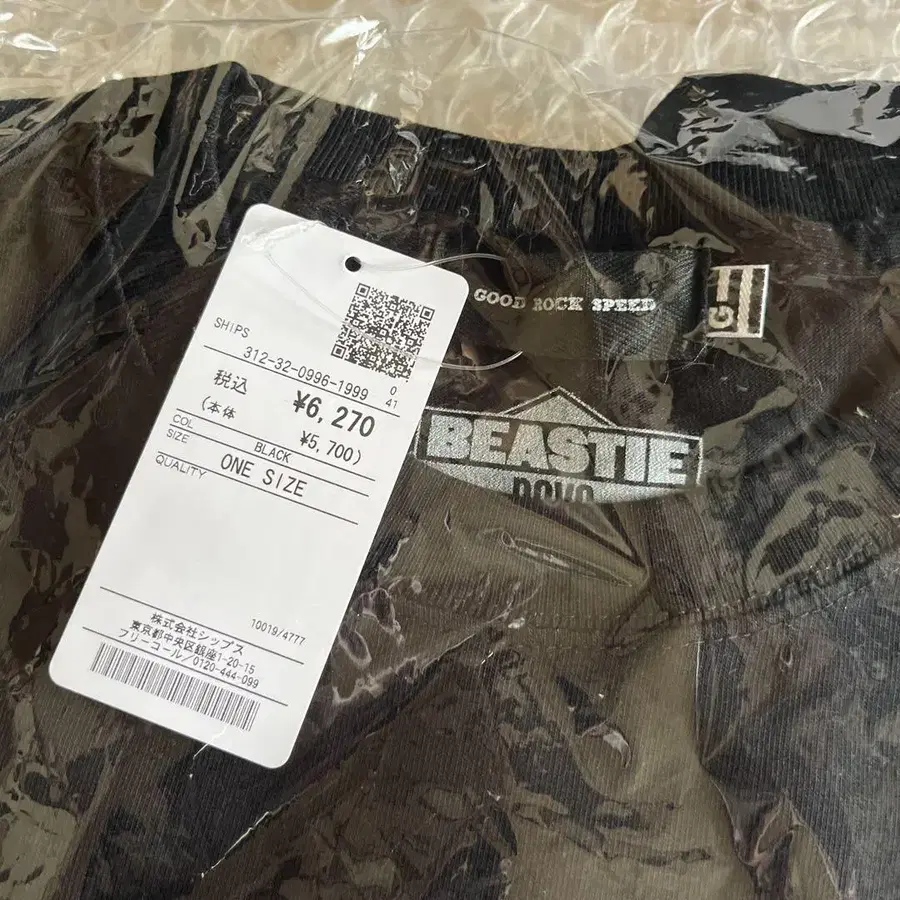 SHIPS
312-32-0996-1999
0
41
税込 ¥6,270
(本体 ¥5,700)
COL BLACK
SIZE ONE SIZE
QUALITY
10019/4777
株式会社シップス
東京都中央区銀座1-20-15
フリーコール/0120-444-099
GOOD ROCK SPEED
G
BEASTIE